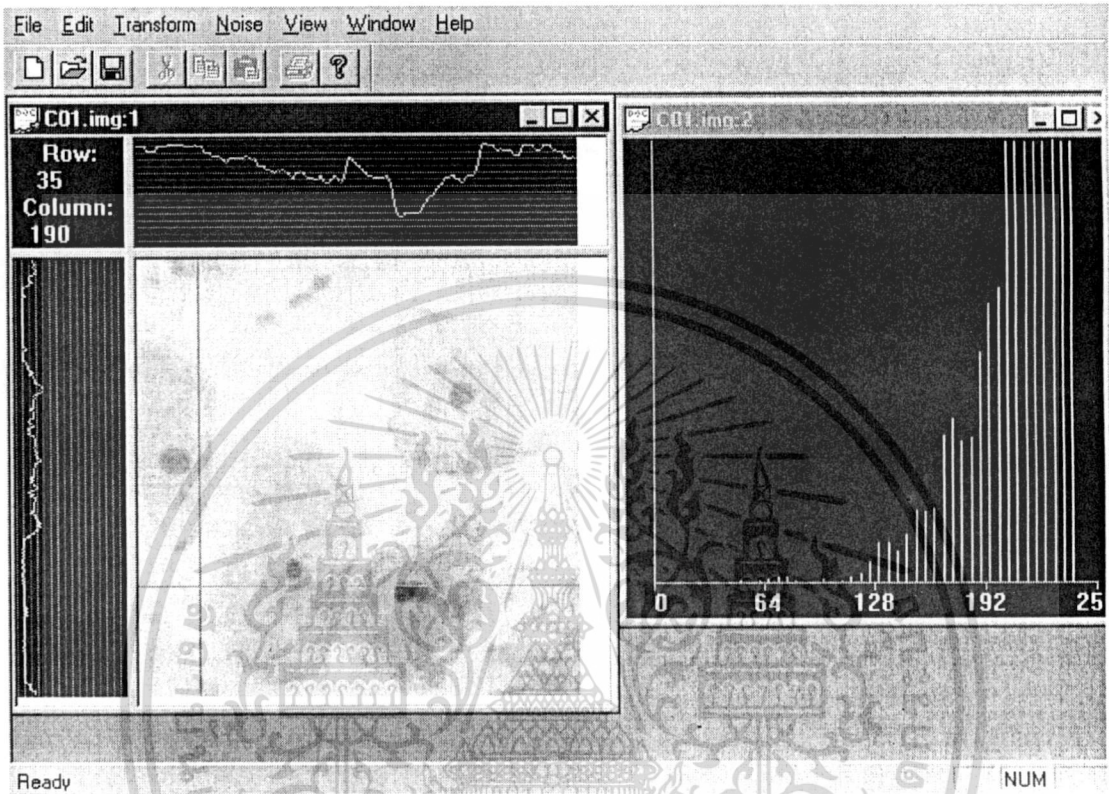 File Edit Transform Noise View Window Help
C01.img:1
Row:
35
Column:
190
C01.img:2
0 64 128 192 25
Ready NUM